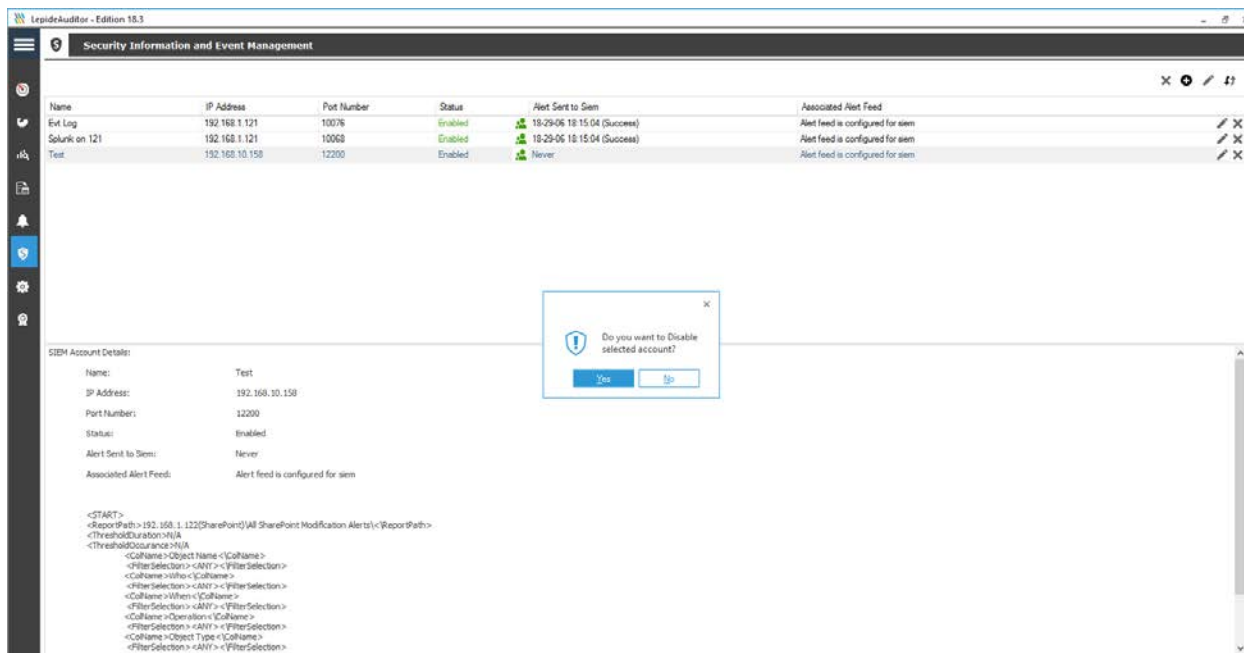 LepideAuditor - Edition 18.3
Security Information and Event Management
Name IP Address Port Number Status Alert Sent to Siem Associated Alert Feed
Evt Log 192.168.1.121 10076 Enabled 18-29-06 18:15:04 (Success) Alert feed is configured for siem
Splunk on 121 192.168.1.121 10068 Enabled 18-29-06 18:15:04 (Success) Alert feed is configured for siem
Test 192.168.10.158 12200 Enabled Never Alert feed is configured for siem
Do you want to Disable
selected account?
Yes No
SIEM Account Details:
Name: Test
IP Address: 192.168.10.158
Port Number: 12200
Status: Enabled
Alert Sent to Siem: Never
Associated Alert Feed: Alert feed is configured for siem
<START>
<ReportPath>192.168.1.122(SharePoint)\All SharePoint Modification Alerts\<\ReportPath>
<ThresholdDuration>N/A
<ThresholdOccurance>N/A
<ColName>Object Name<\ColName>
<FilterSelection><ANY><\FilterSelection>
<ColName>Who<\ColName>
<FilterSelection><ANY><\FilterSelection>
<ColName>When<\ColName>
<FilterSelection><ANY><\FilterSelection>
<ColName>Operation<\ColName>
<FilterSelection><ANY><\FilterSelection>
<ColName>Object Type<\ColName>
<FilterSelection><ANY><\FilterSelection>